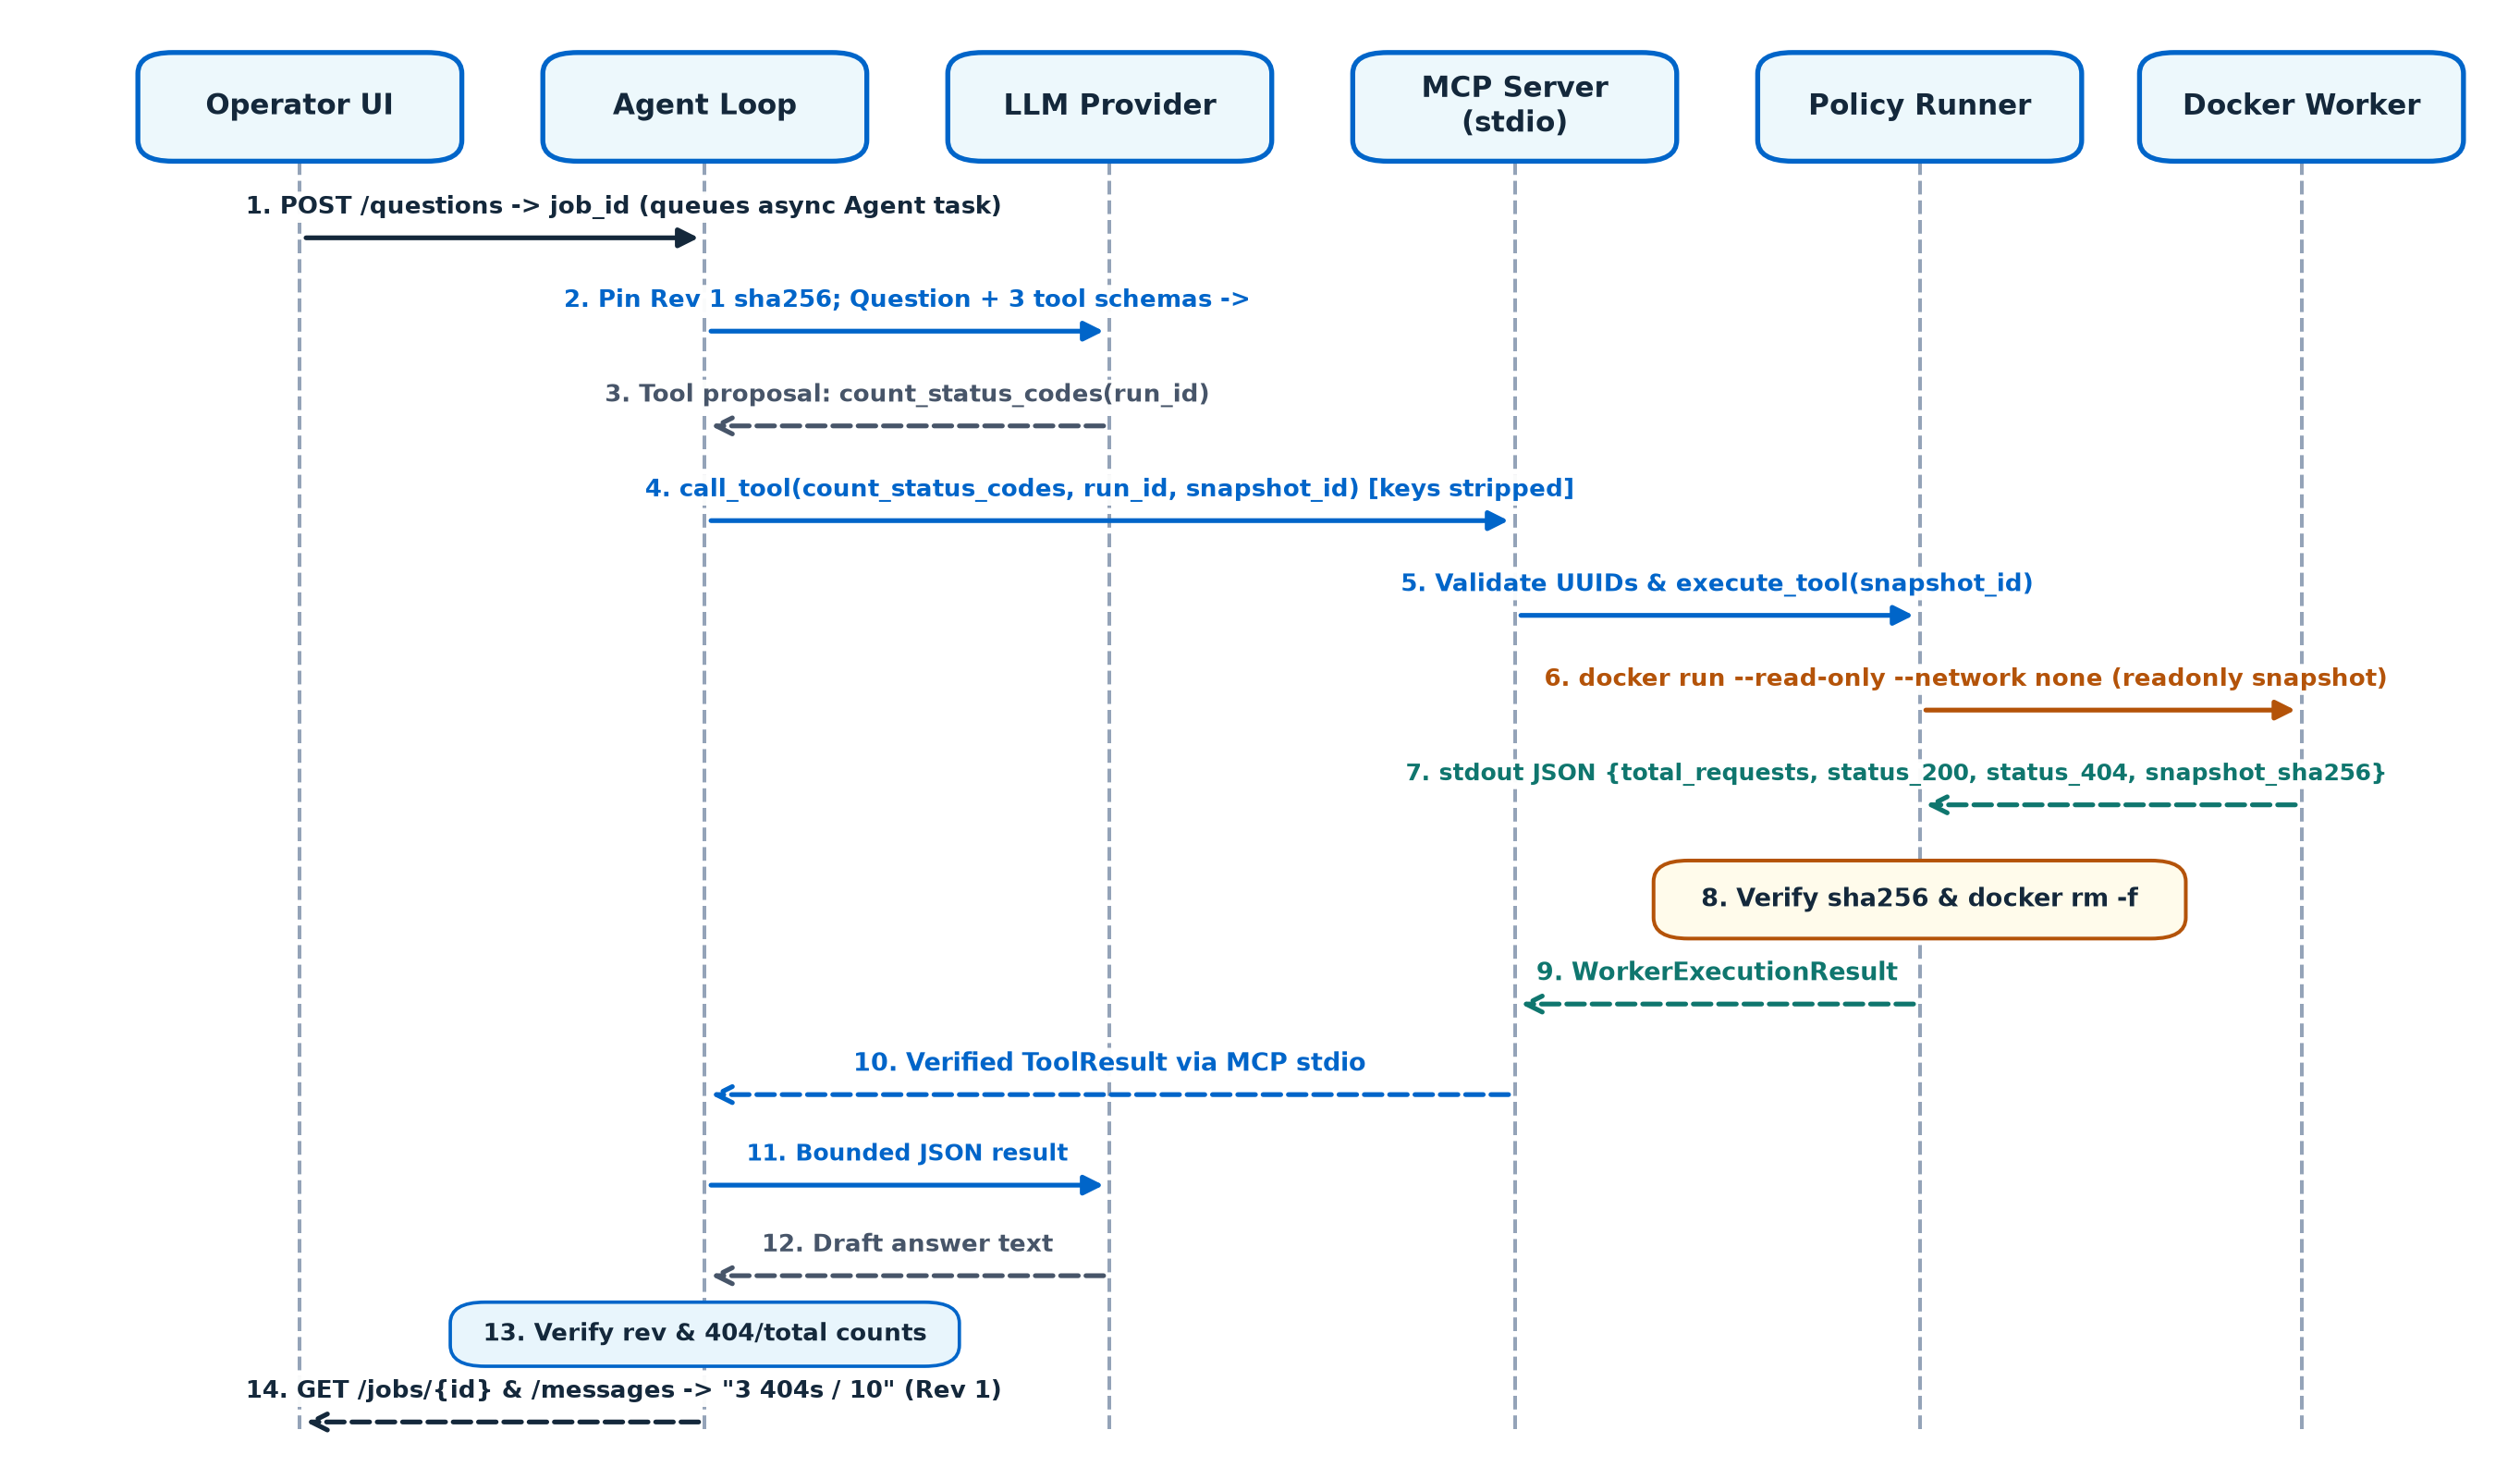 Operator UI
Agent Loop
LLM Provider
MCP Server
(stdio)
Policy Runner
Docker Worker
1. POST /questions -> job_id (queues async Agent task)
2. Pin Rev 1 sha256; Question + 3 tool schemas ->
3. Tool proposal: count_status_codes(run_id)
4. call_tool(count_status_codes, run_id, snapshot_id) [keys stripped]
5. Validate UUIDs & execute_tool(snapshot_id)
6. docker run --read-only --network none (readonly snapshot)
7. stdout JSON {total_requests, status_200, status_404, snapshot_sha256}
8. Verify sha256 & docker rm -f
9. WorkerExecutionResult
10. Verified ToolResult via MCP stdio
11. Bounded JSON result
12. Draft answer text
13. Verify rev & 404/total counts
14. GET /jobs/{id} & /messages -> "3 404s / 10" (Rev 1)